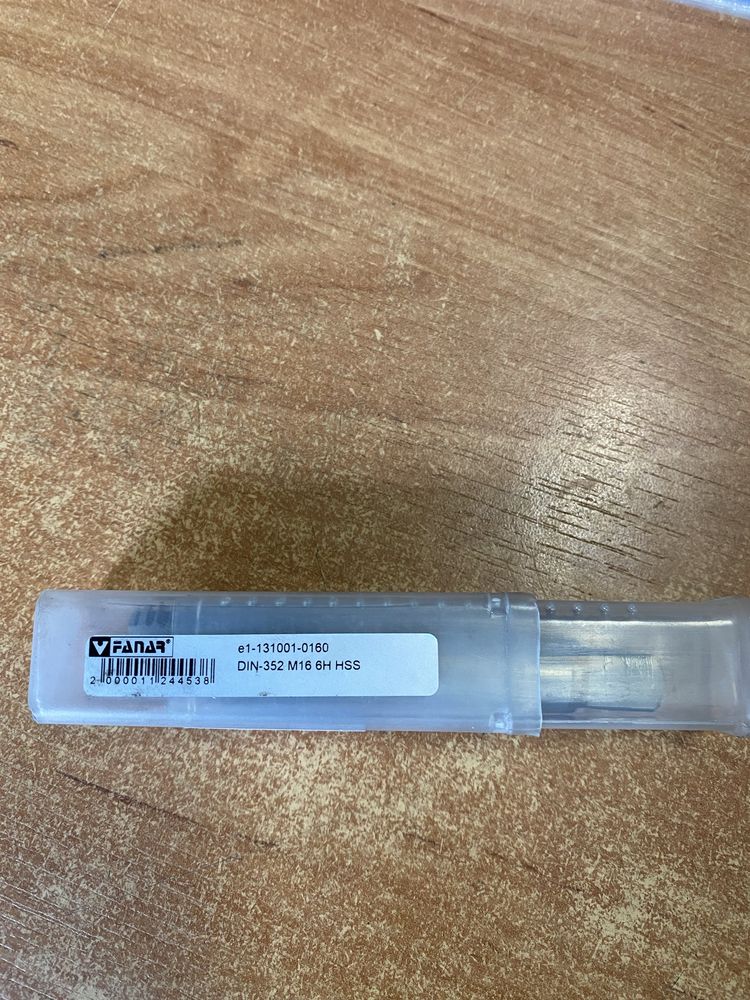 FANAR®
e1-131001-0160
DIN-352 M16 6H HSS
2 000011 244538